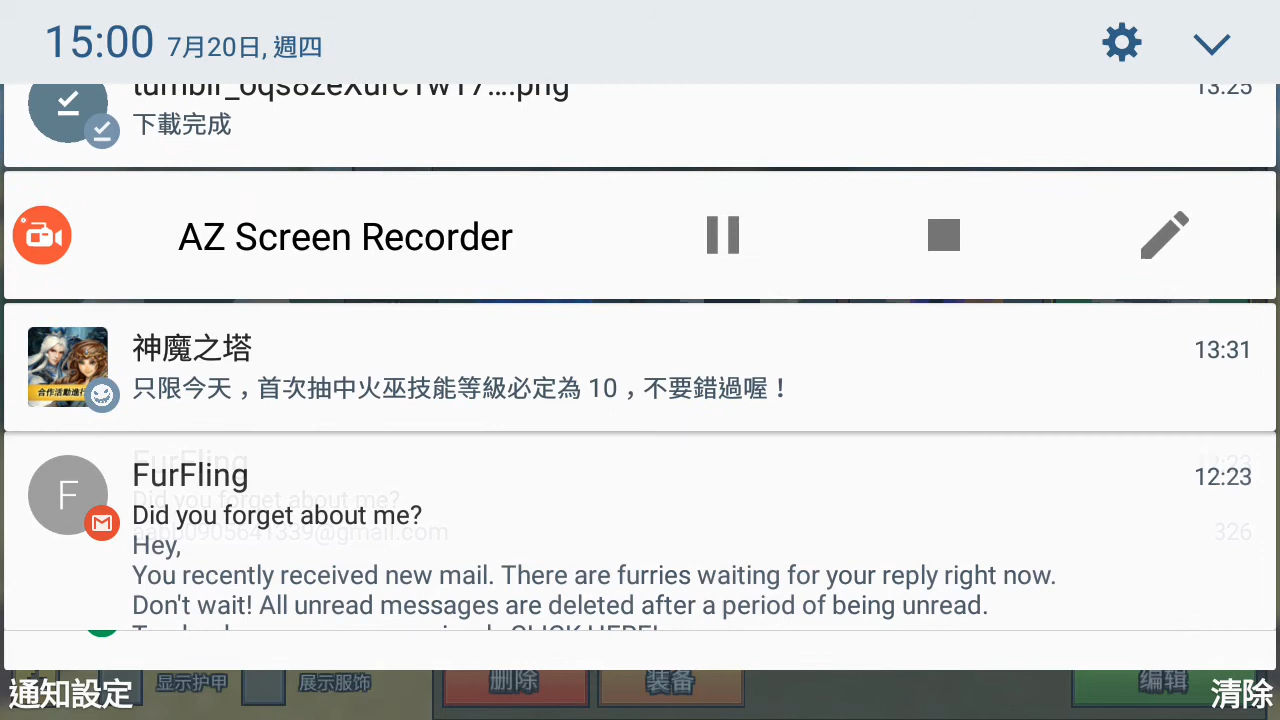 15:00 7月20日, 週四
13:25
下載完成
AZ Screen Recorder
神魔之塔 13:31
只限今天，首次抽中火巫技能等級必定為 10，不要錯過喔！
FurFling 12:23
Did you forget about me?
326
Hey,
You recently received new mail. There are furries waiting for your reply right now.
Don't wait! All unread messages are deleted after a period of being unread.
CLICK HERE!
显示护甲 展示服饰 删除 装备 编辑
通知設定 清除